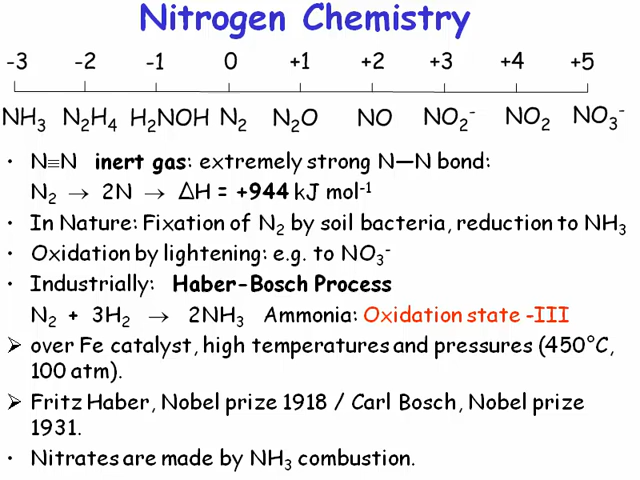 Nitrogen Chemistry
-3 -2 -1 0 +1 +2 +3 +4 +5
NH₃ N₂H₄ H₂NOH N₂ N₂O NO NO₂⁻ NO₂ NO₃⁻
• N≡N inert gas: extremely strong N—N bond:
N₂ → 2N → ΔH = +944 kJ mol⁻¹
• In Nature: Fixation of N₂ by soil bacteria, reduction to NH₃
• Oxidation by lightening: e.g. to NO₃⁻
• Industrially: Haber-Bosch Process
N₂ + 3H₂ → 2NH₃ Ammonia: Oxidation state -III
➢ over Fe catalyst, high temperatures and pressures (450°C,
100 atm).
➢ Fritz Haber, Nobel prize 1918 / Carl Bosch, Nobel prize
1931.
• Nitrates are made by NH₃ combustion.